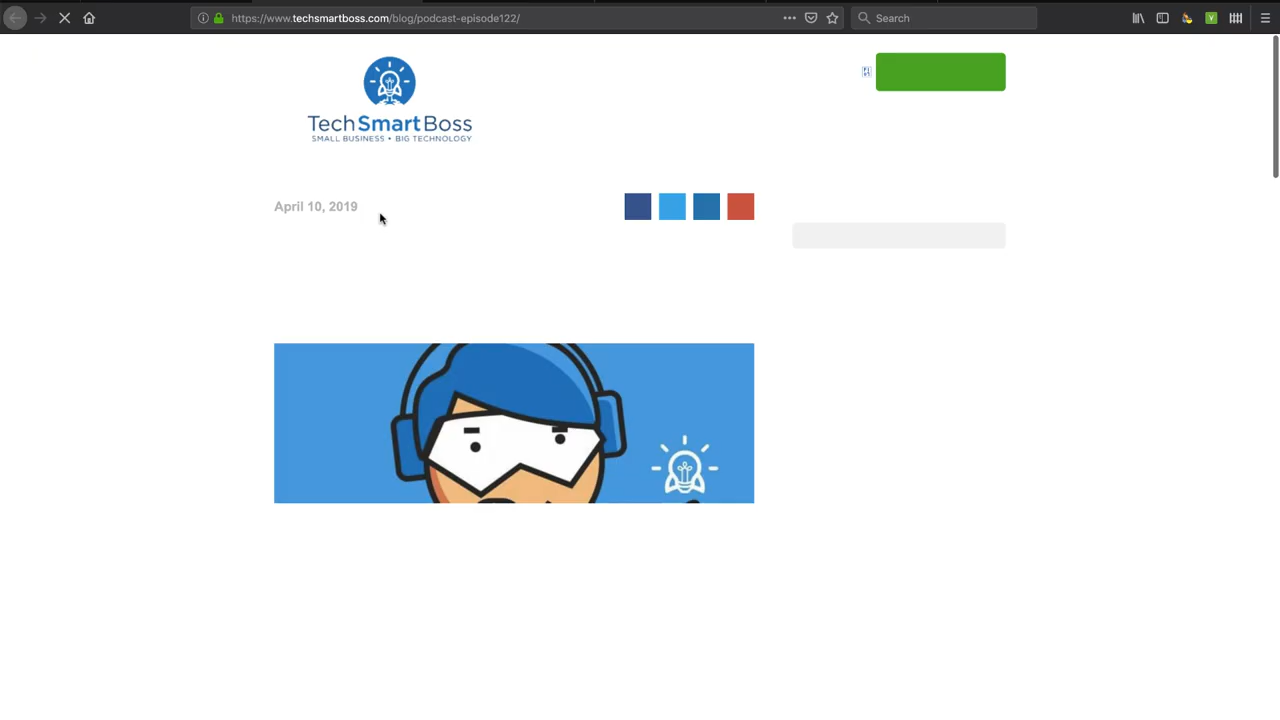 https://www.techsmartboss.com/blog/podcast-episode122/
Search
V
TechSmartBoss
SMALL BUSINESS • BIG TECHNOLOGY
April 10, 2019